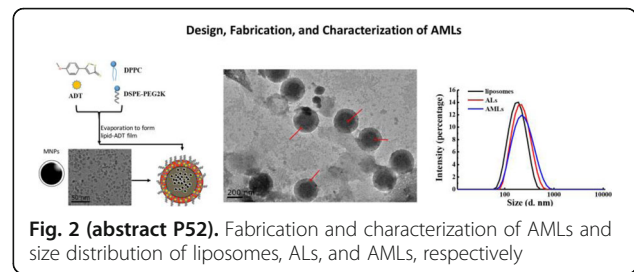 Design, Fabrication, and Characterization of AMLs
DPPC
ADT
DSPE-PEG2K
Evaporation to form
lipid-ADT film
MNPs
50 nm
200 nm
Intensity (percentage)
16
14
12
10
8
6
4
2
0
liposomes
ALs
AMLs
100
1000
10000
Size (d. nm)
Fig. 2 (abstract P52). Fabrication and characterization of AMLs and
size distribution of liposomes, ALs, and AMLs, respectively